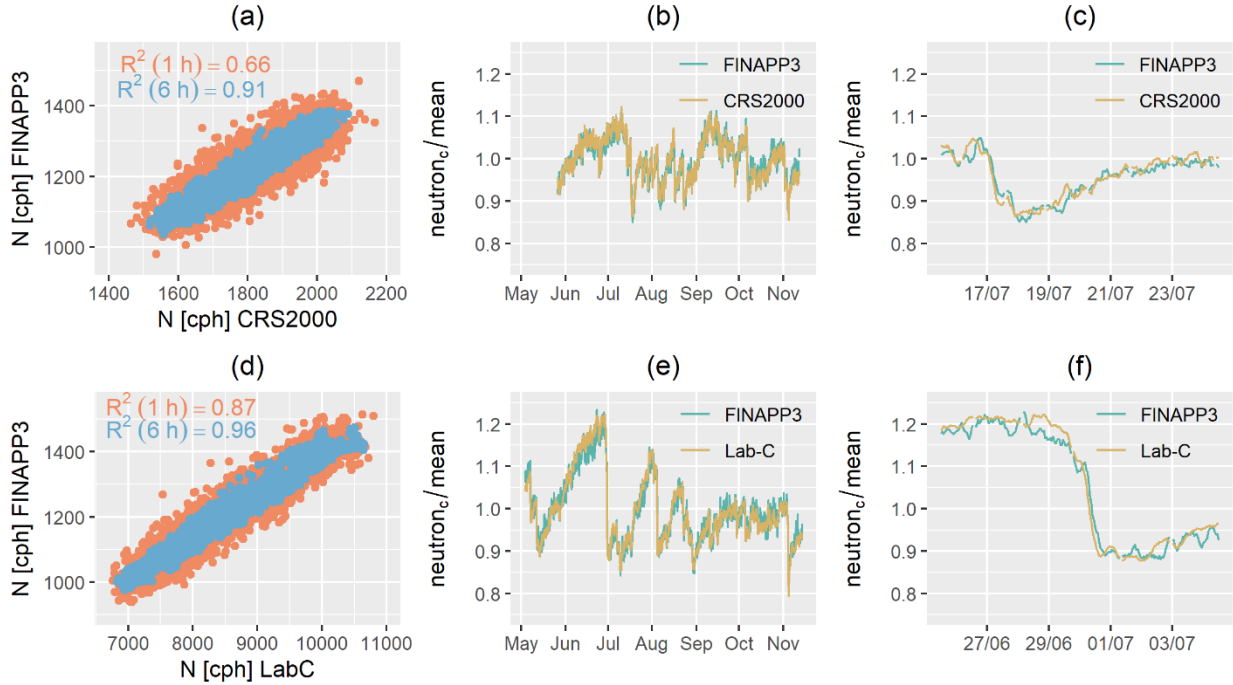 (a)
R² (1 h) = 0.66
R² (6 h) = 0.91
N [cph] FINAPP3
1400
1200
1000
1400 1600 1800 2000 2200
N [cph] CRS2000
(b)
FINAPP3
CRS2000
neutron_c/mean
1.2
1.1
1.0
0.9
0.8
May Jun Jul Aug Sep Oct Nov
(c)
FINAPP3
CRS2000
neutron_c/mean
1.2
1.1
1.0
0.9
0.8
17/07 19/07 21/07 23/07
(d)
R² (1 h) = 0.87
R² (6 h) = 0.96
N [cph] FINAPP3
1400
1200
1000
7000 8000 9000 10000 11000
N [cph] LabC
(e)
FINAPP3
Lab-C
neutron_c/mean
1.2
1.1
1.0
0.9
0.8
May Jun Jul Aug Sep Oct Nov
(f)
FINAPP3
Lab-C
neutron_c/mean
1.2
1.1
1.0
0.9
0.8
27/06 29/06 01/07 03/07